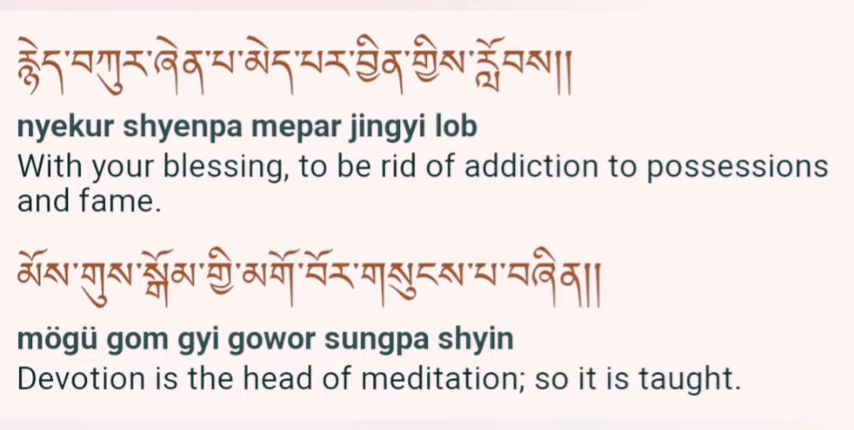 རྙེད་བཀུར་ཞེན་པ་མེད་པར་བྱིན་གྱིས་རློབས།།
nyekur shyenpa mepar jingyi lob
With your blessing, to be rid of addiction to possessions
and fame.
མོས་གུས་སྒོམ་གྱི་མགོ་བོར་གསུངས་པ་བཞིན།།
mögü gom gyi gowor sungpa shyin
Devotion is the head of meditation; so it is taught.